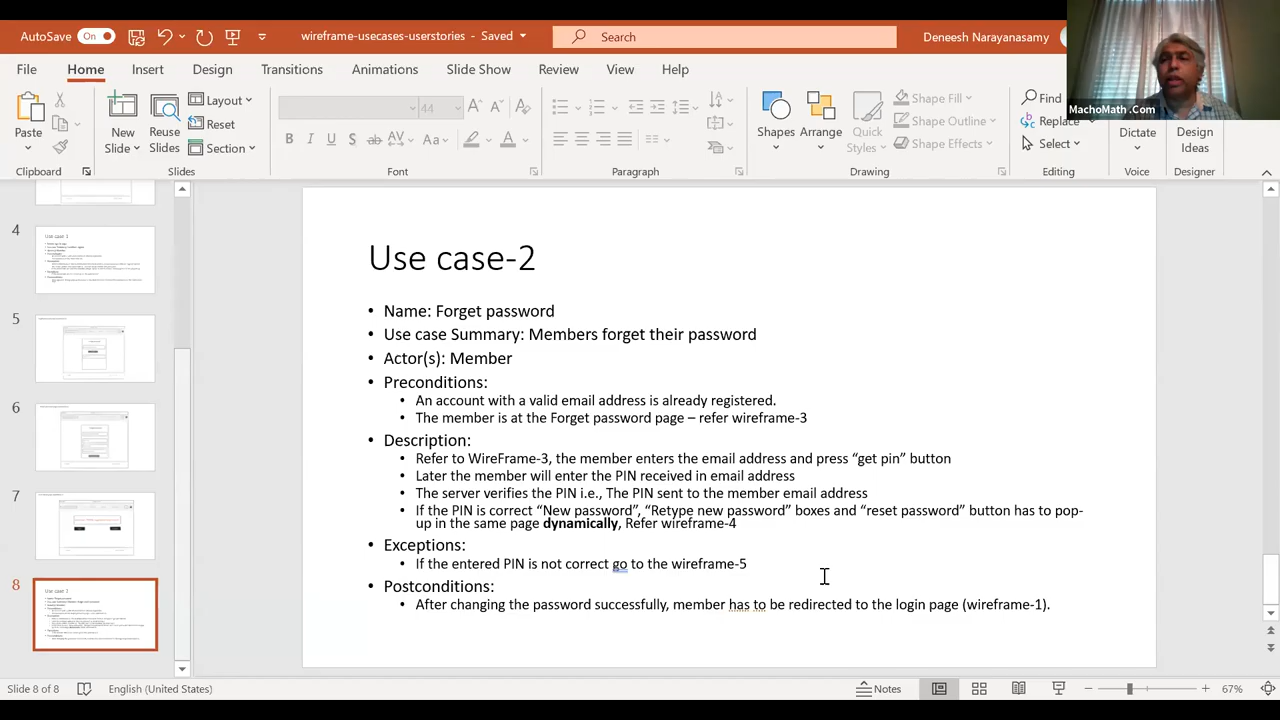 AutoSave On wireframe-usecases-userstories - Saved Search Deneesh Narayanasamy
File Home Insert Design Transitions Animations Slide Show Review View Help
MachoMath .Com
Paste
New Slide
Reuse Slides
Layout
Reset
Section
B I U S ab AV Aa A
Shapes Arrange Quick Styles
Shape Fill
Shape Outline
Shape Effects
Find
Replace
Select
Dictate
Design Ideas
Clipboard Slides Font Paragraph Drawing Editing Voice Designer
4
5
6
7
8
Use case-2
• Name: Forget password
• Use case Summary: Members forget their password
• Actor(s): Member
• Preconditions:
• An account with a valid email address is already registered.
• The member is at the Forget password page – refer wireframe-3
• Description:
• Refer to WireFrame-3, the member enters the email address and press “get pin” button
• Later the member will enter the PIN received in email address
• The server verifies the PIN i.e., The PIN sent to the member email address
• If the PIN is correct “New password”, “Retype new password” boxes and “reset password” button has to pop-
up in the same page dynamically, Refer wireframe-4
• Exceptions:
• If the entered PIN is not correct go to the wireframe-5
• Postconditions:
• After changing the password successfully, member has to be redirected to the login page (wireframe-1).
Slide 8 of 8 English (United States) Notes 67%